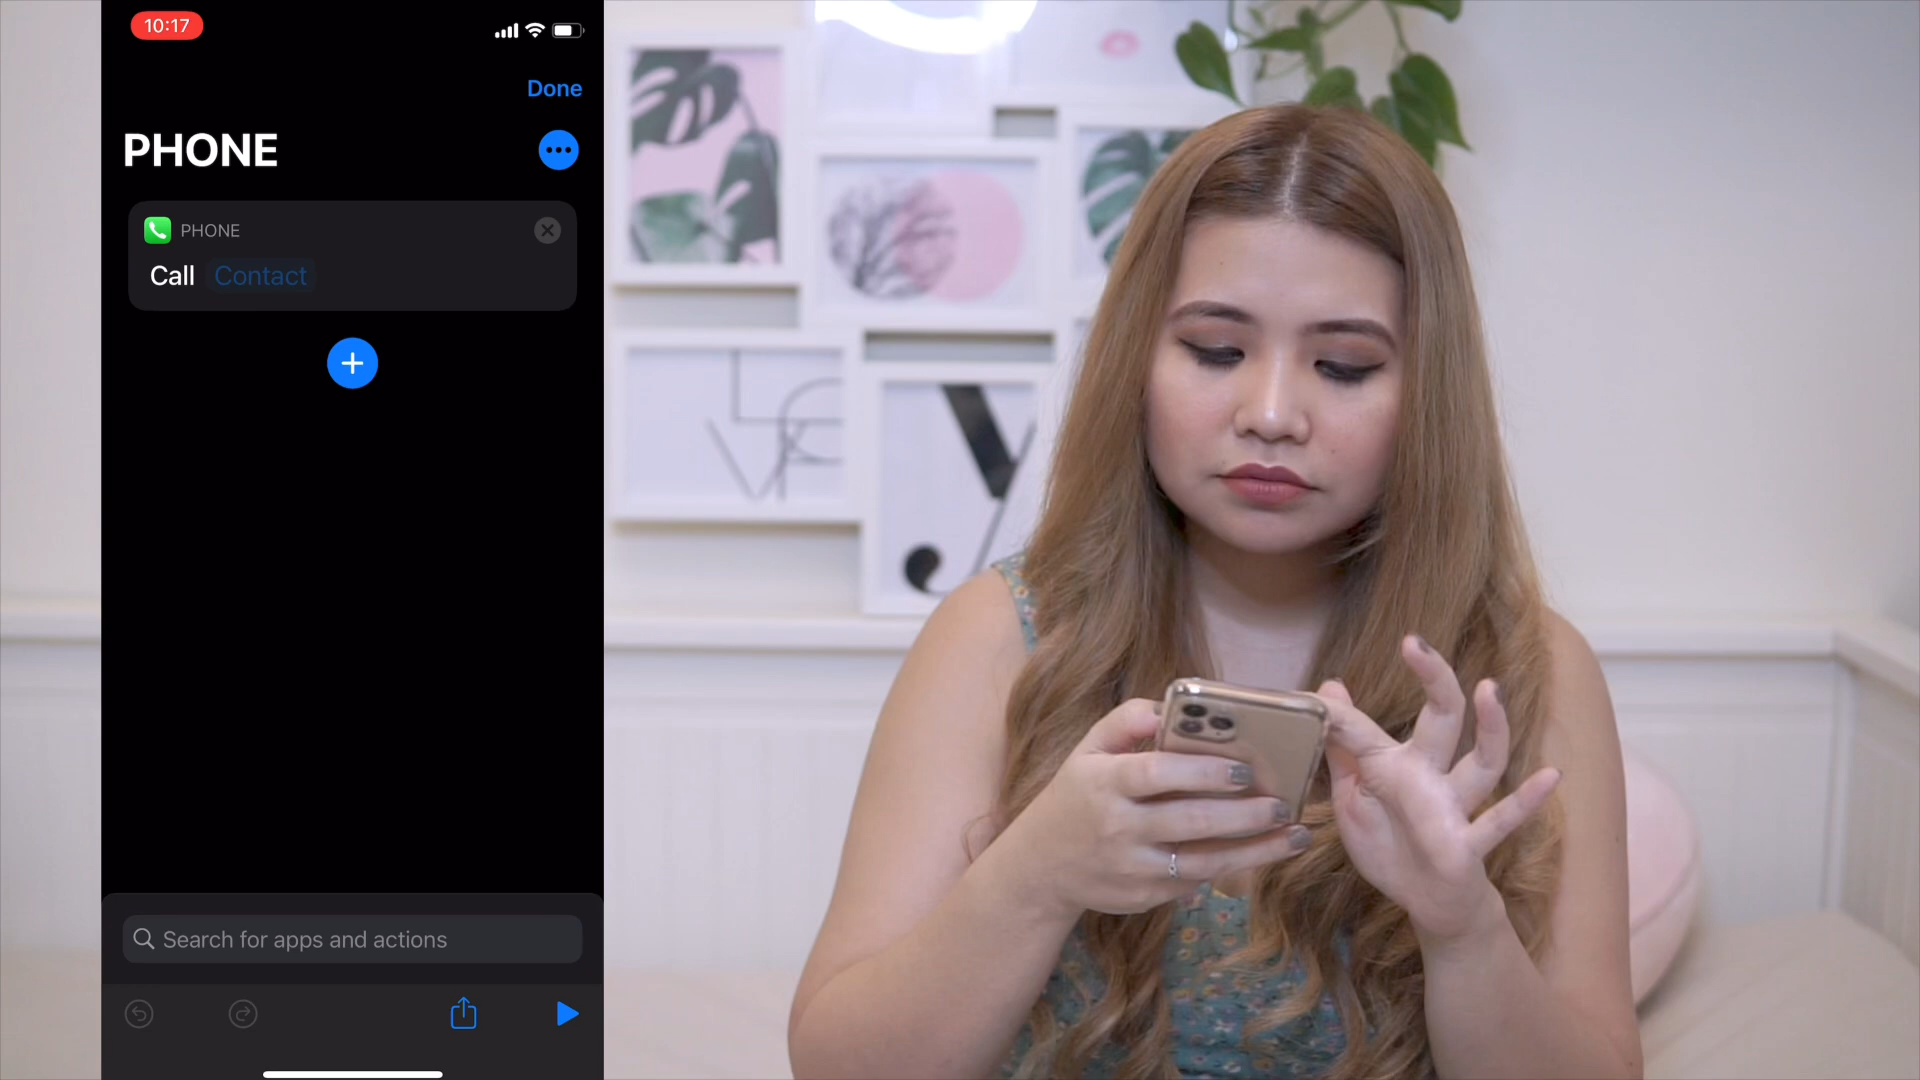 10:17
Done
PHONE
PHONE
Call Contact
Search for apps and actions
y